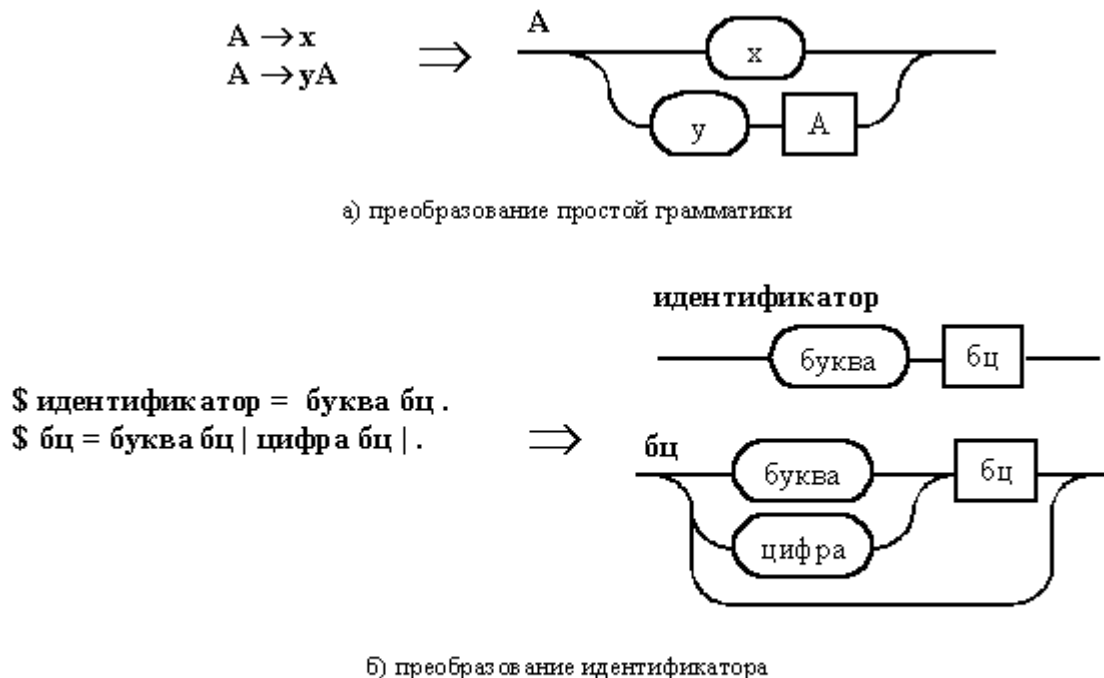 A → x
A → yA
⇒
A
x
y
A
а) преобразование простой грамматики
идентификатор
буква
бц
$ идентификатор = буква бц .
$ бц = буква бц | цифра бц | .
⇒
бц
буква
бц
цифра
б) преобразование идентификатора